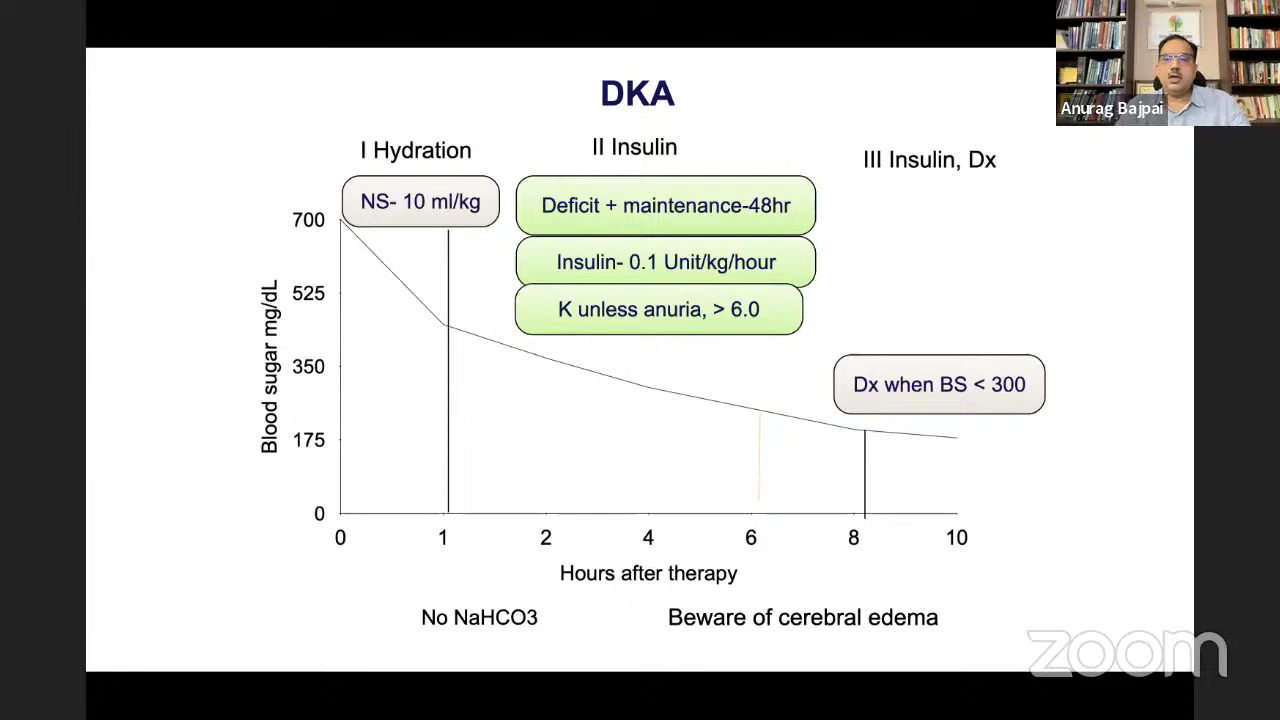 DKA
I Hydration
II Insulin
III Insulin, Dx
NS- 10 ml/kg
Deficit + maintenance-48hr
Insulin- 0.1 Unit/kg/hour
K unless anuria, > 6.0
Dx when BS < 300
Blood sugar mg/dL
700
525
350
175
0
0 1 2 4 6 8 10
Hours after therapy
No NaHCO3
Beware of cerebral edema
Anurag Bajpai
zoom